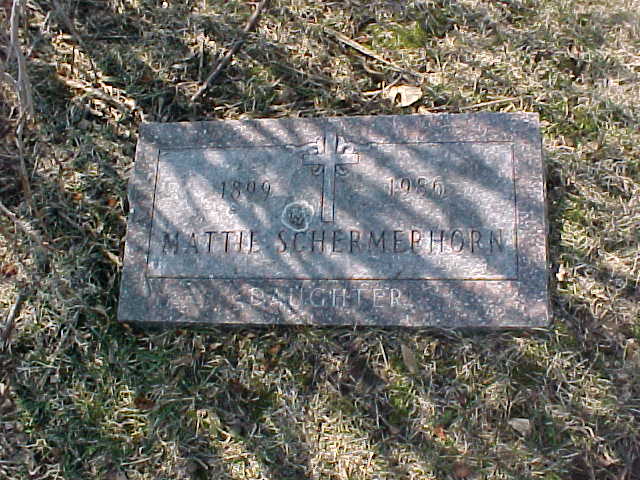 1899 1956
MATTIE SCHERMERHORN
DAUGHTER